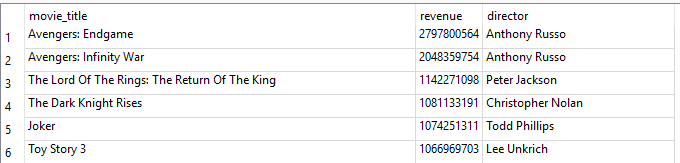 movie_title revenue director
1 Avengers: Endgame 2797800564 Anthony Russo
2 Avengers: Infinity War 2048359754 Anthony Russo
3 The Lord Of The Rings: The Return Of The King 1142271098 Peter Jackson
4 The Dark Knight Rises 1081133191 Christopher Nolan
5 Joker 1074251311 Todd Phillips
6 Toy Story 3 1066969703 Lee Unkrich